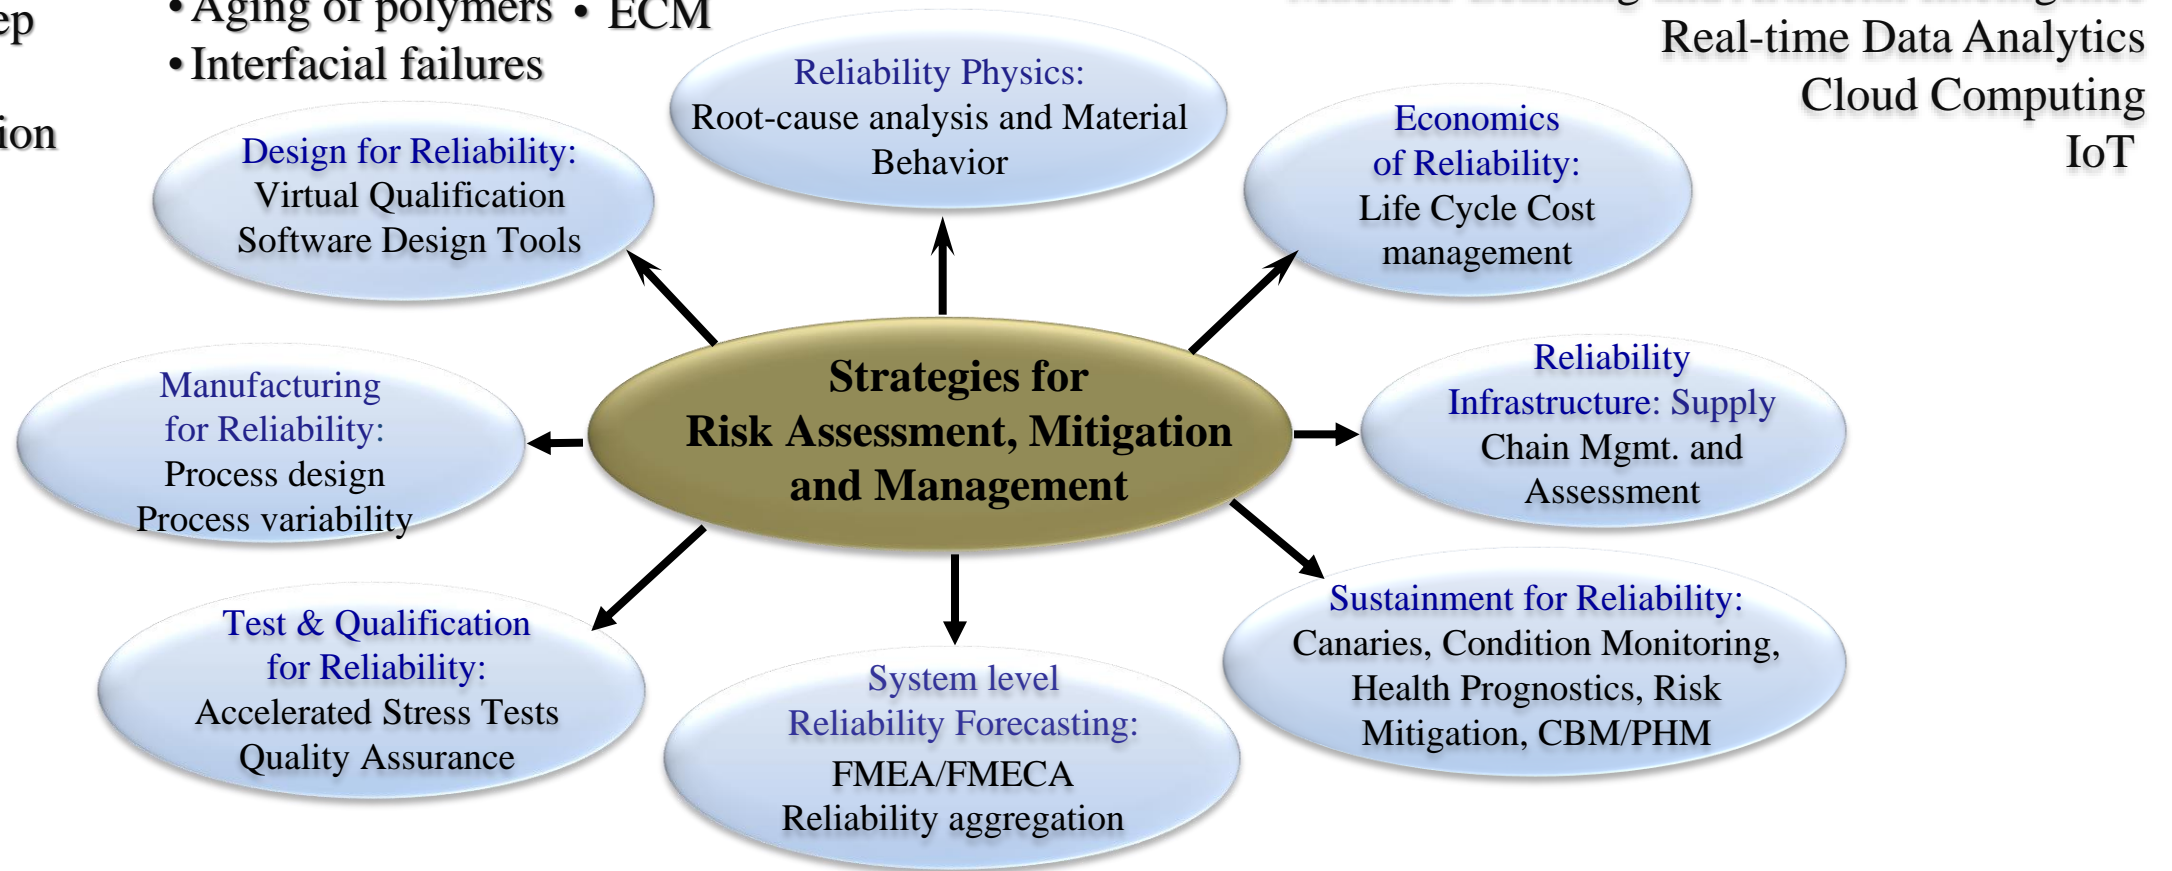 • Aging of polymers • ECM
• Interfacial failures
Real-time Data Analytics
Cloud Computing
IoT
Reliability Physics:
Root-cause analysis and Material
Behavior
Design for Reliability:
Virtual Qualification
Software Design Tools
Economics
of Reliability:
Life Cycle Cost
management
Strategies for
Risk Assessment, Mitigation
and Management
Manufacturing
for Reliability:
Process design
Process variability
Reliability
Infrastructure: Supply
Chain Mgmt. and
Assessment
Test & Qualification
for Reliability:
Accelerated Stress Tests
Quality Assurance
System level
Reliability Forecasting:
FMEA/FMECA
Reliability aggregation
Sustainment for Reliability:
Canaries, Condition Monitoring,
Health Prognostics, Risk
Mitigation, CBM/PHM